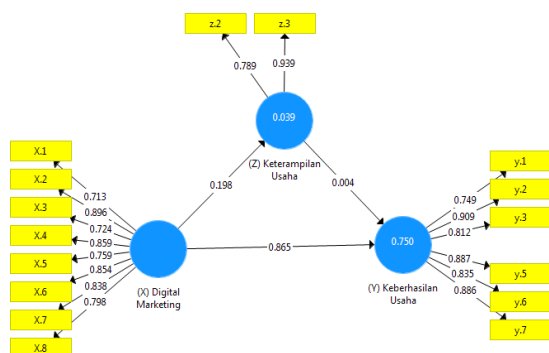 z.2
z.3
0.789
0.939
0.039
(Z) Keterampilan
Usaha
0.198
0.004
X.1
X.2
X.3
X.4
X.5
X.6
X.7
X.8
0.713
0.896
0.724
0.859
0.759
0.854
0.838
0.798
(X) Digital
Marketing
0.865
0.750
(Y) Keberhasilan
Usaha
0.749
0.909
0.812
0.887
0.835
0.886
y.1
y.2
y.3
y.5
y.6
y.7